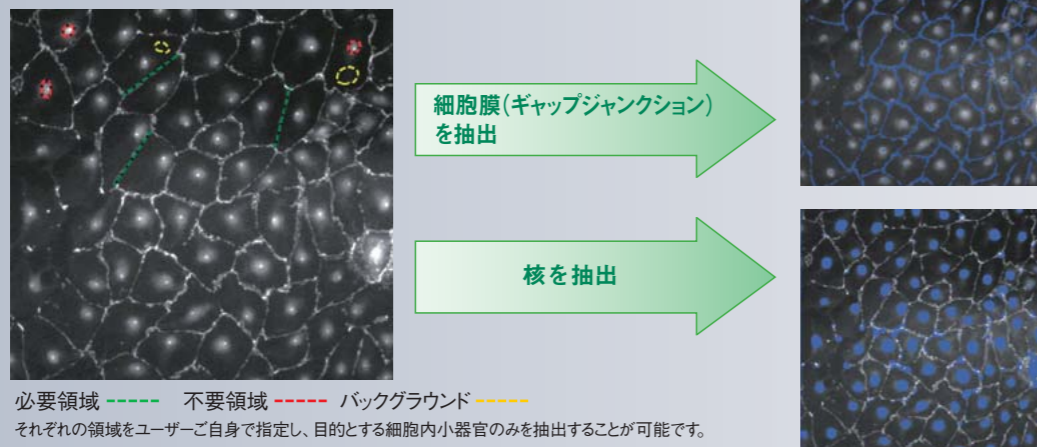 細胞膜(ギャップジャンクション)
を抽出
核を抽出
必要領域 ----- 不要領域 ----- バックグラウンド -----
それぞれの領域をユーザーご自身で指定し、目的とする細胞内小器官のみを抽出することが可能です。